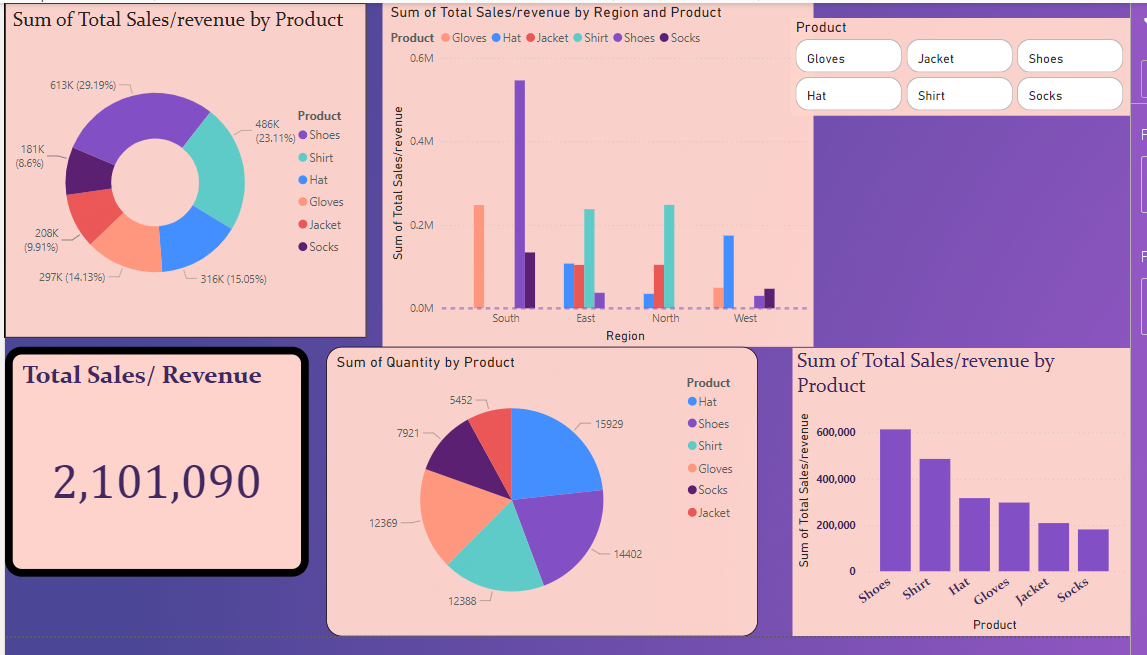 Sum of Total Sales/revenue by Product
613K (29.19%)
486K
(23.11%)
181K
(8.6%)
208K
(9.91%)
297K (14.13%)
316K (15.05%)
Product
Shoes
Shirt
Hat
Gloves
Jacket
Socks
Sum of Total Sales/revenue by Region and Product
Product Gloves Hat Jacket Shirt Shoes Socks
Sum of Total Sales/revenue
0.6M
0.4M
0.2M
0.0M
South East North West
Region
Product
Gloves Jacket Shoes
Hat Shirt Socks
Total Sales/ Revenue
2,101,090
Sum of Quantity by Product
5452
15929
7921
12369
14402
12388
Product
Hat
Shoes
Shirt
Gloves
Socks
Jacket
Sum of Total Sales/revenue by
Product
Sum of Total Sales/revenue
600,000
400,000
200,000
0
Shoes Shirt Hat Gloves Jacket Socks
Product